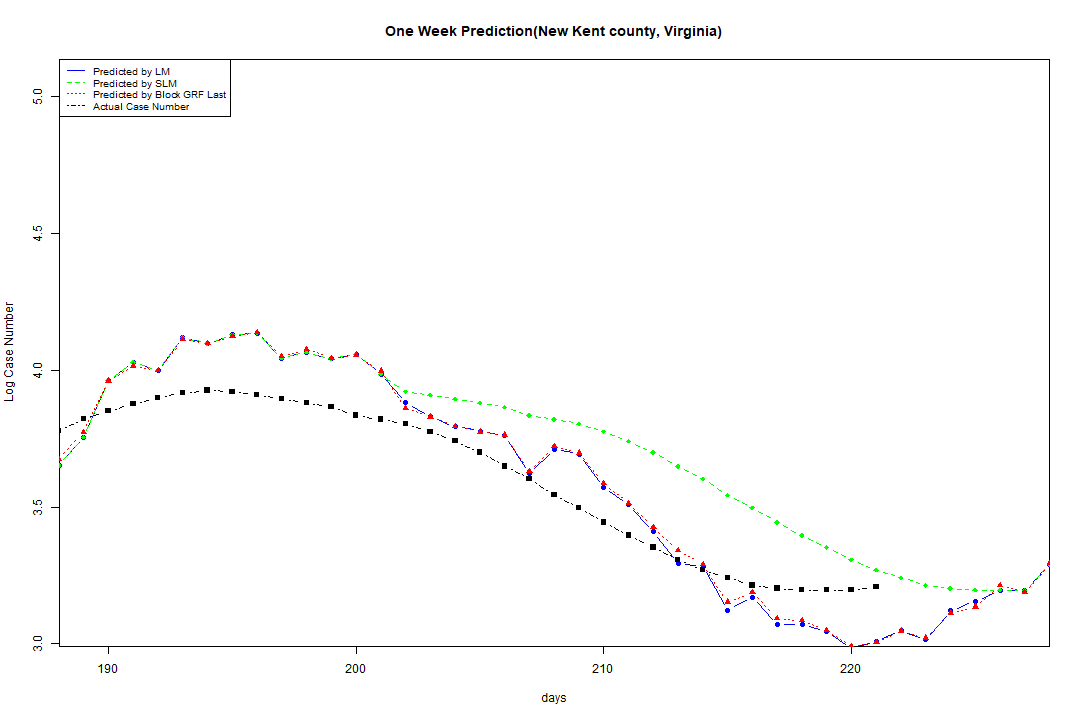 One Week Prediction(New Kent county, Virginia)
Predicted by LM
Predicted by SLM
Predicted by Block GRF Last
Actual Case Number
5.0
4.5
4.0
3.5
3.0
Log Case Number
190
200
210
220
days